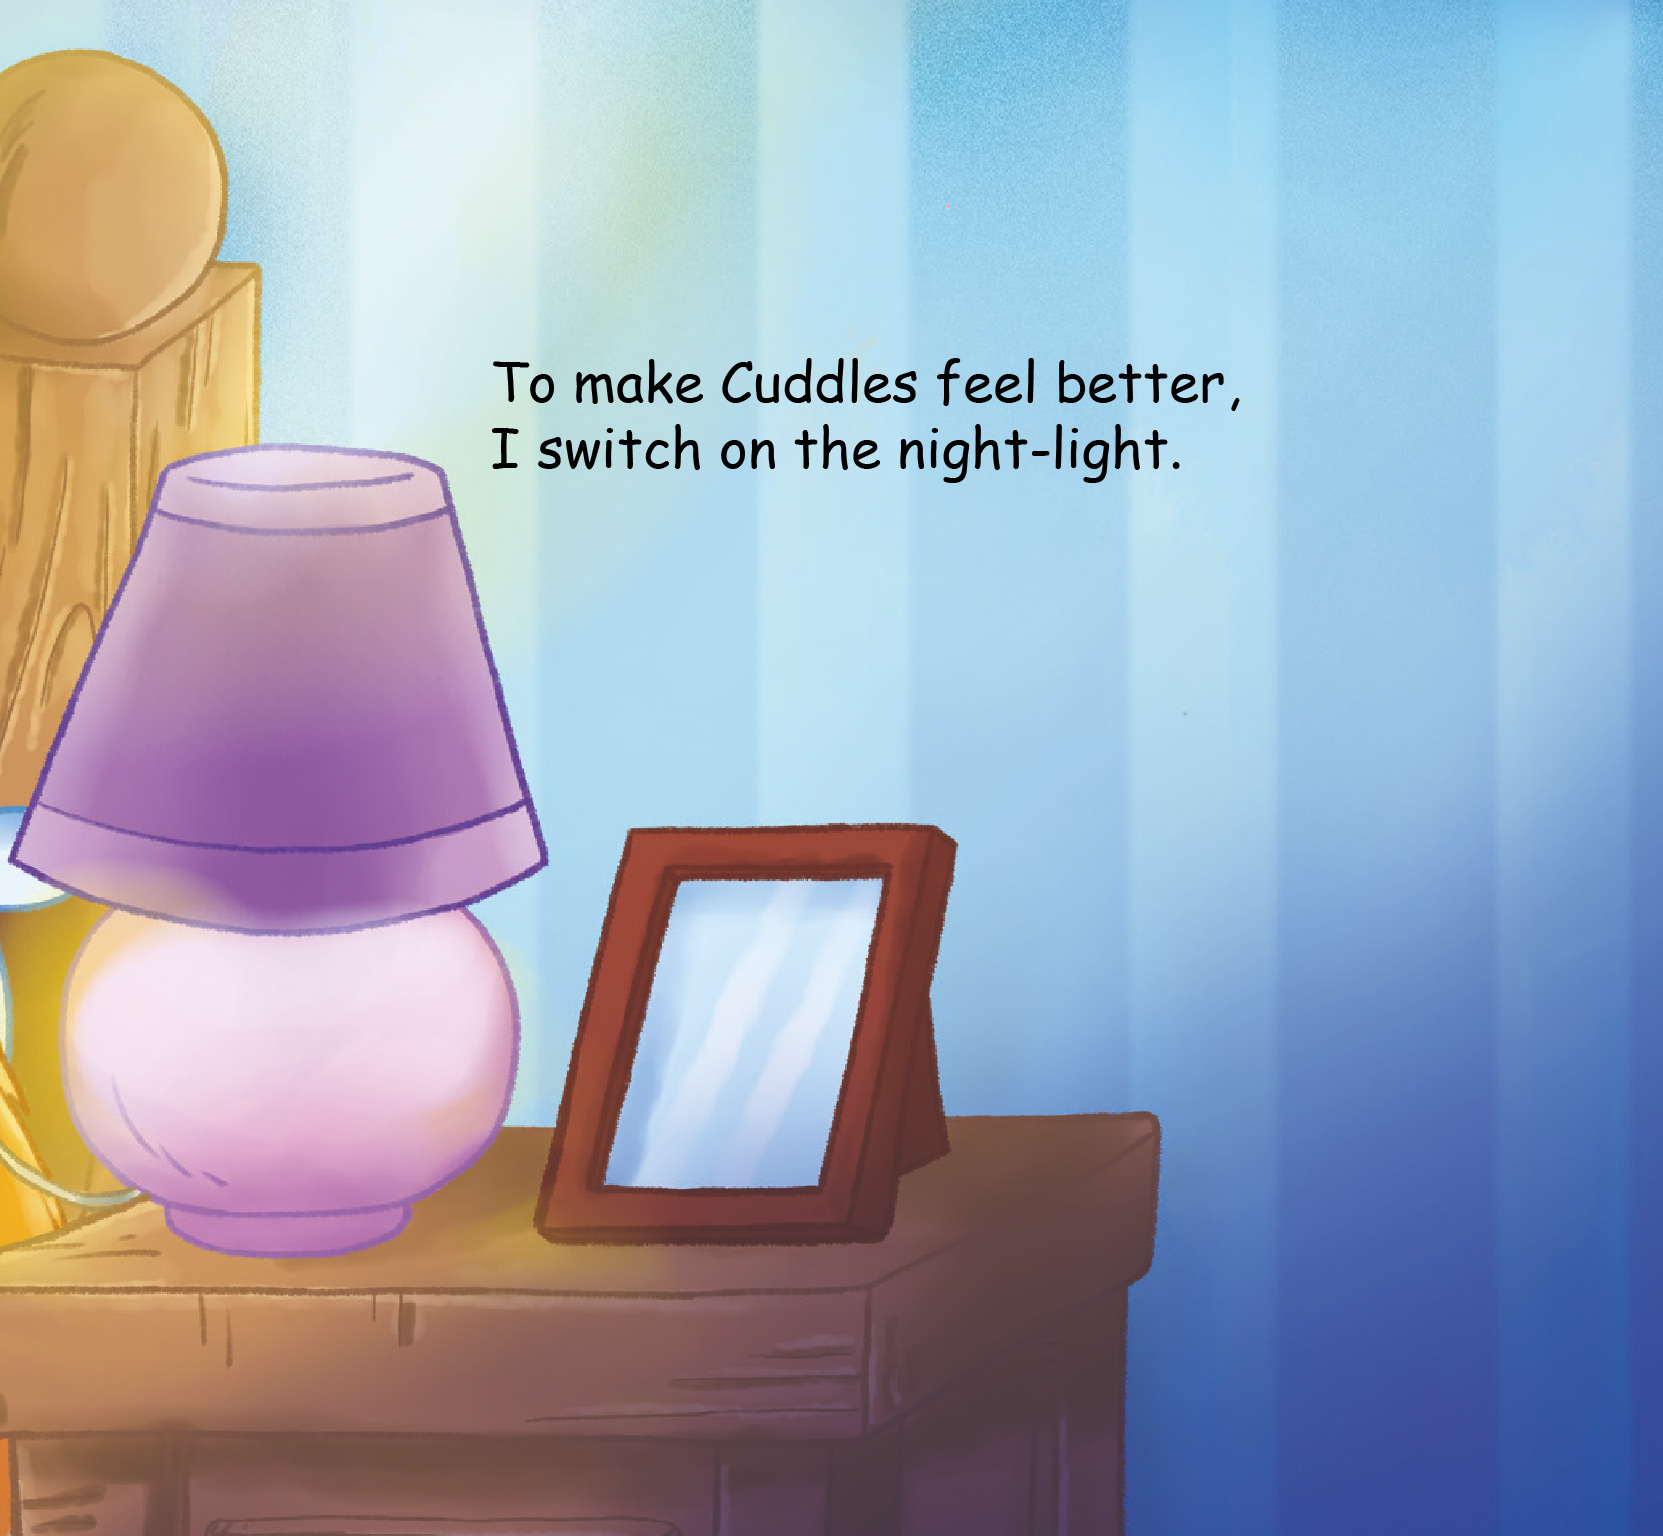 To make Cuddles feel better,
I switch on the night-light.